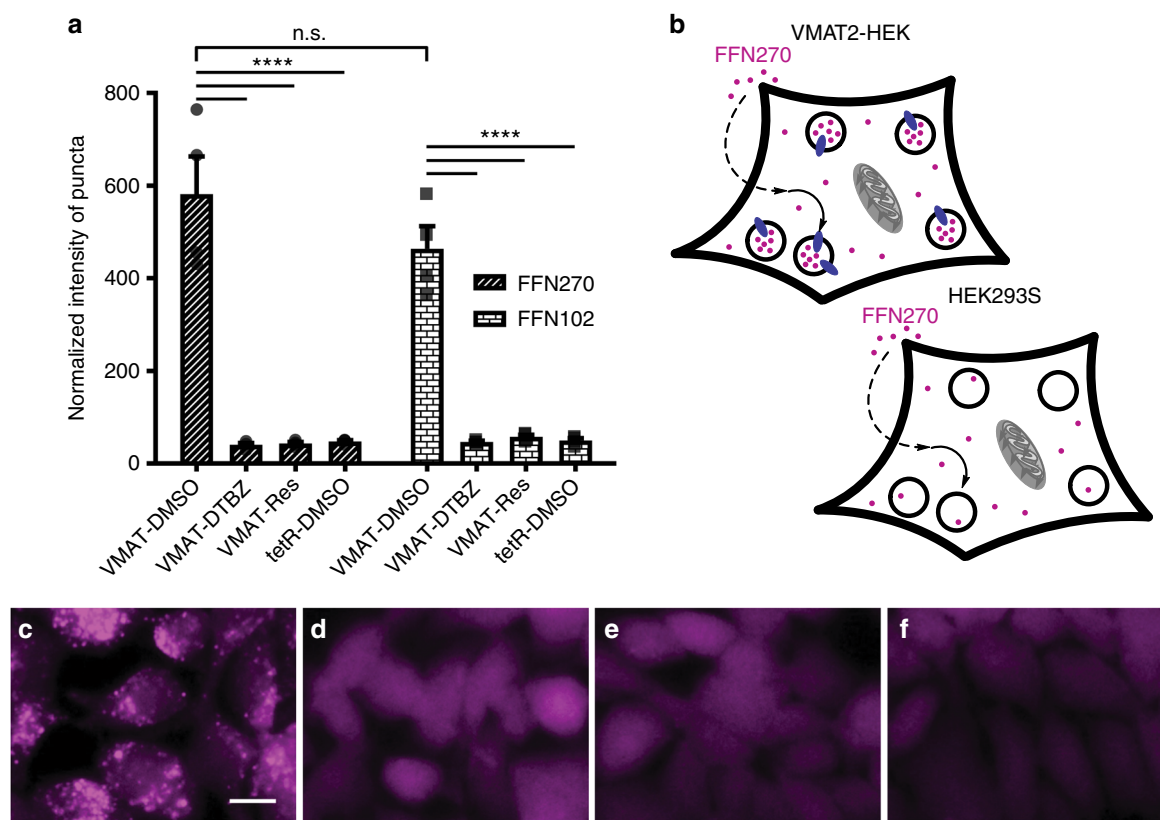 a
n.s.
****
****
800
600
400
200
0
Normalized intensity of puncta
FFN270
FFN102
VMAT-DMSO
VMAT-DTBZ
VMAT-Res
tetR-DMSO
VMAT-DMSO
VMAT-DTBZ
VMAT-Res
tetR-DMSO
b
VMAT2-HEK
FFN270
HEK293S
FFN270
c
d
e
f